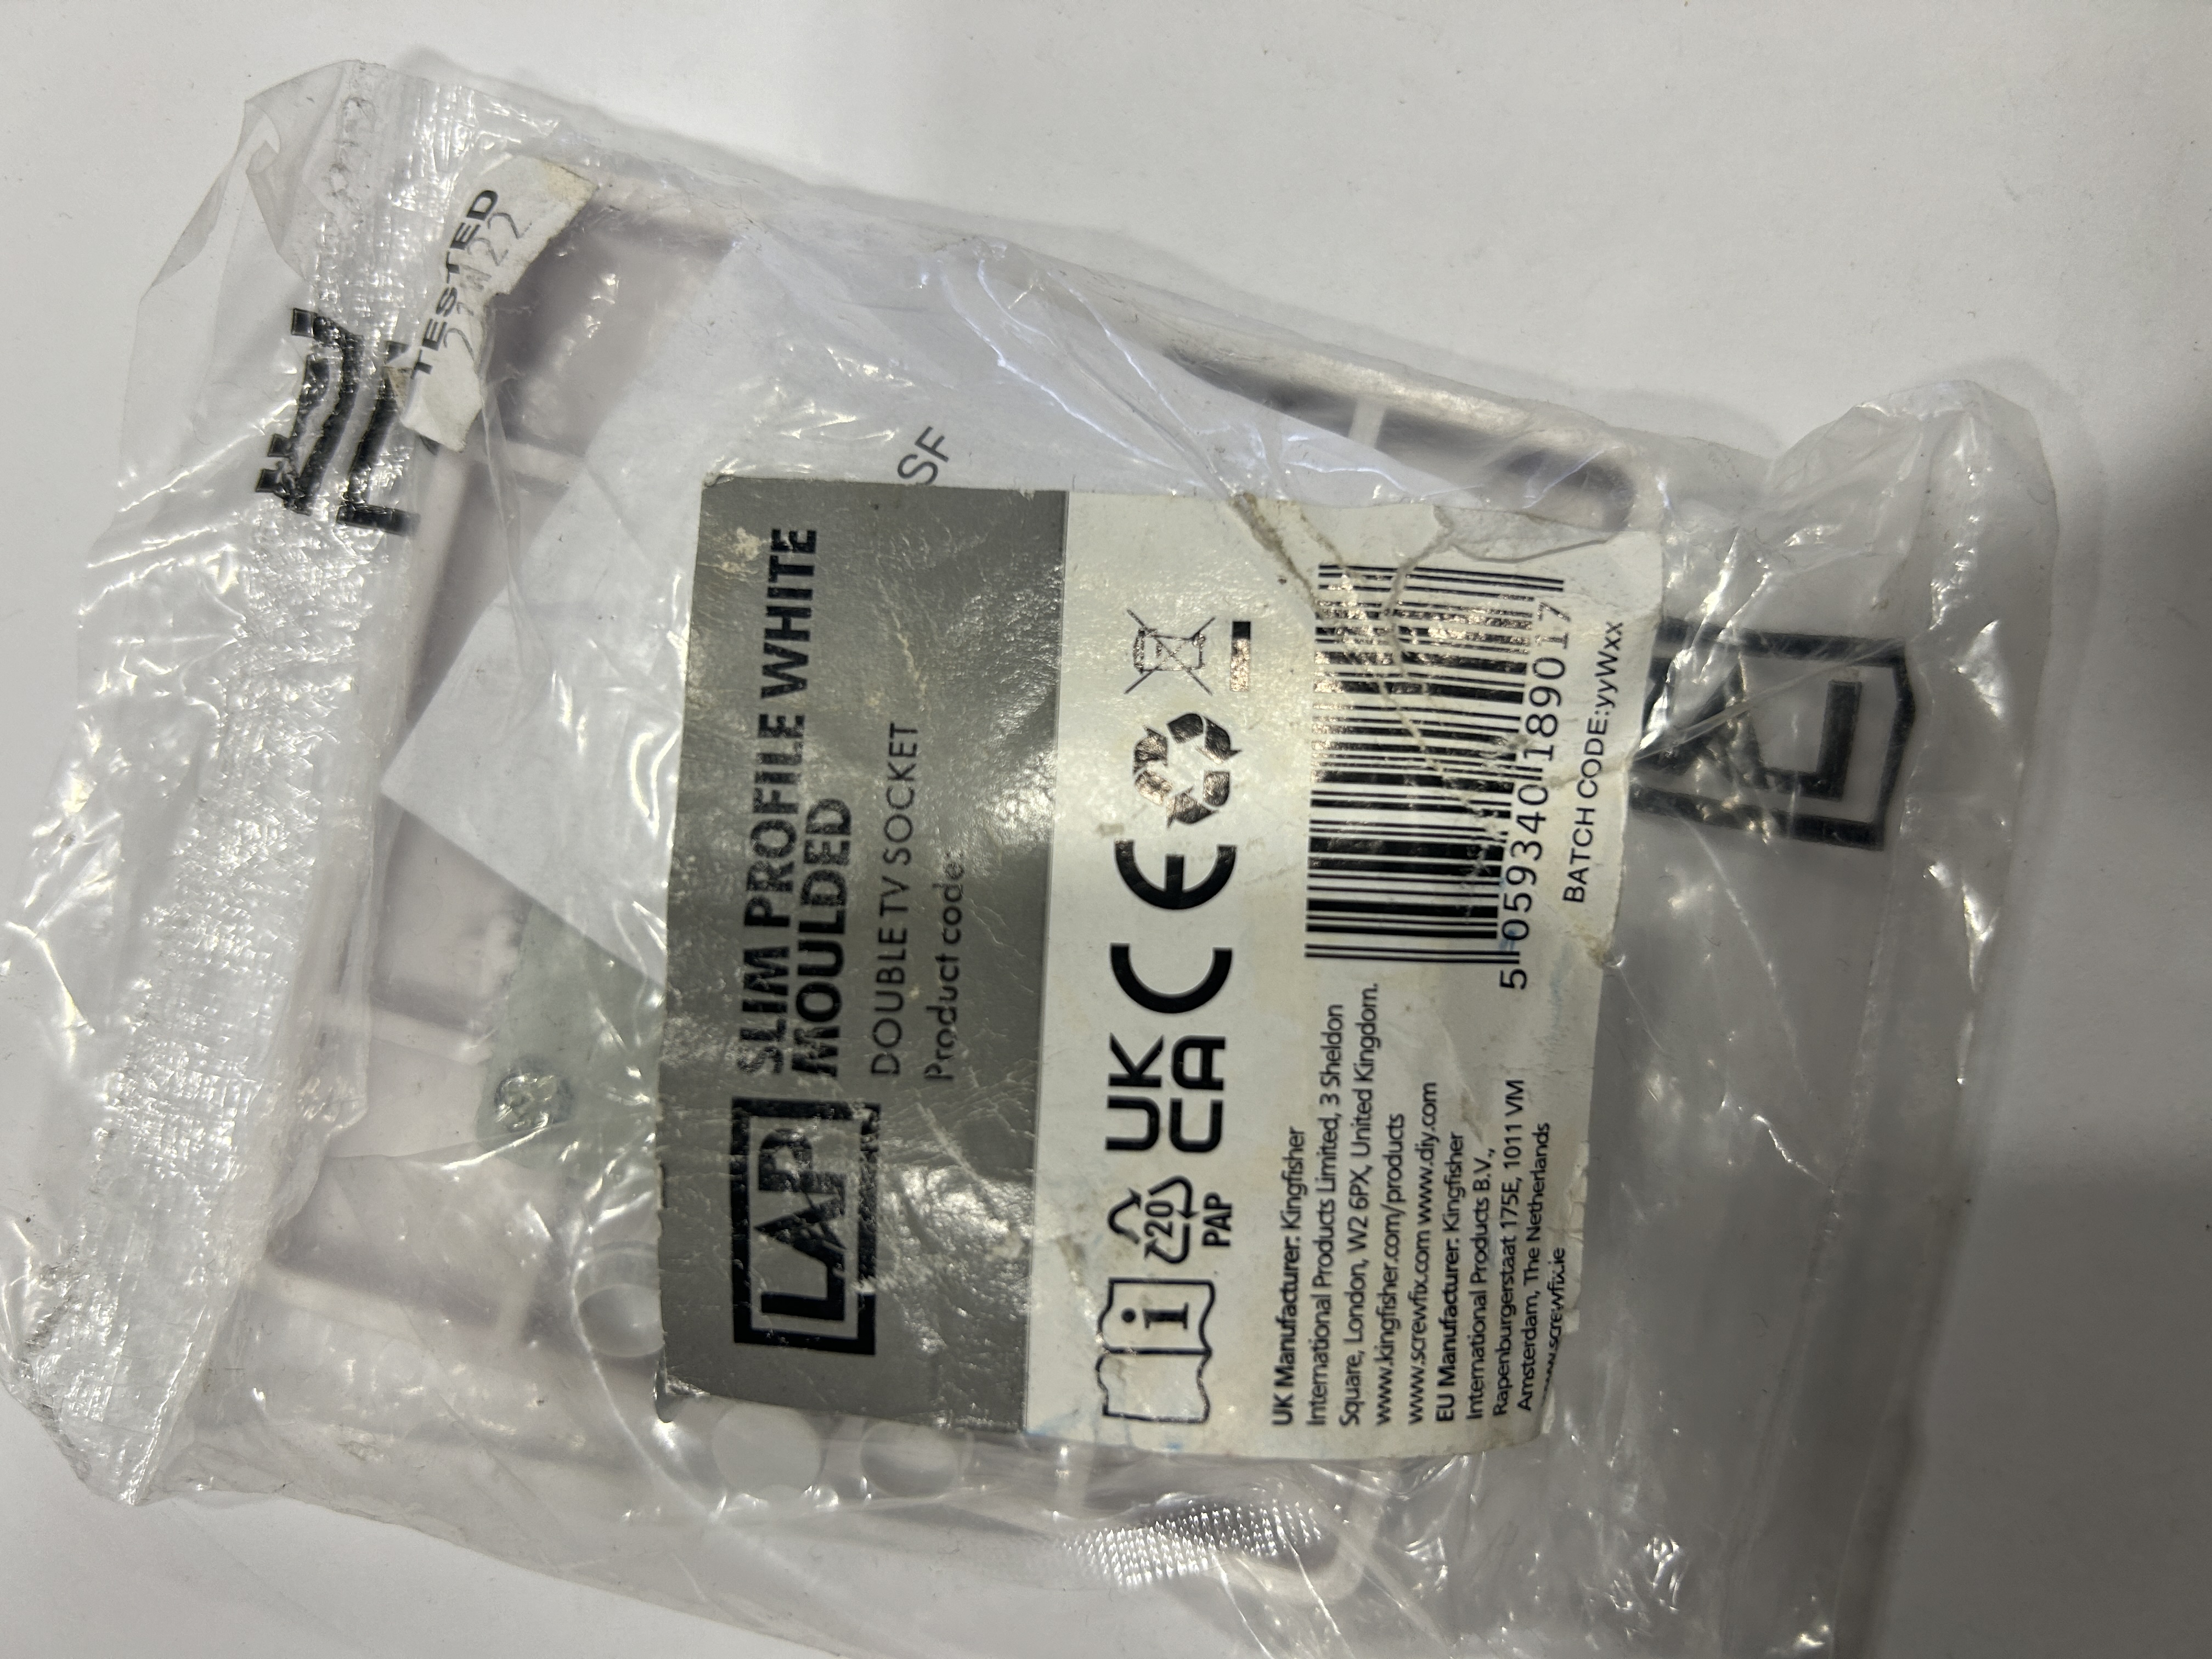 TESTED
SF
LAP
SLIM PROFILE WHITE
MOULDED
DOUBLE TV SOCKET
Product code:
i
20
PAP
UK
CA
CE
UK Manufacturer: Kingfisher
International Products Limited, 3 Sheldon
Square, London, W2 6PX, United Kingdom.
www.kingfisher.com/products
www.screwfix.com www.diy.com
EU Manufacturer: Kingfisher
International Products B.V.,
Rapenburgerstaat 175E, 1011 VM
Amsterdam, The Netherlands
www.screwfix.ie
5 059340 189017
BATCH CODE:yyWxx